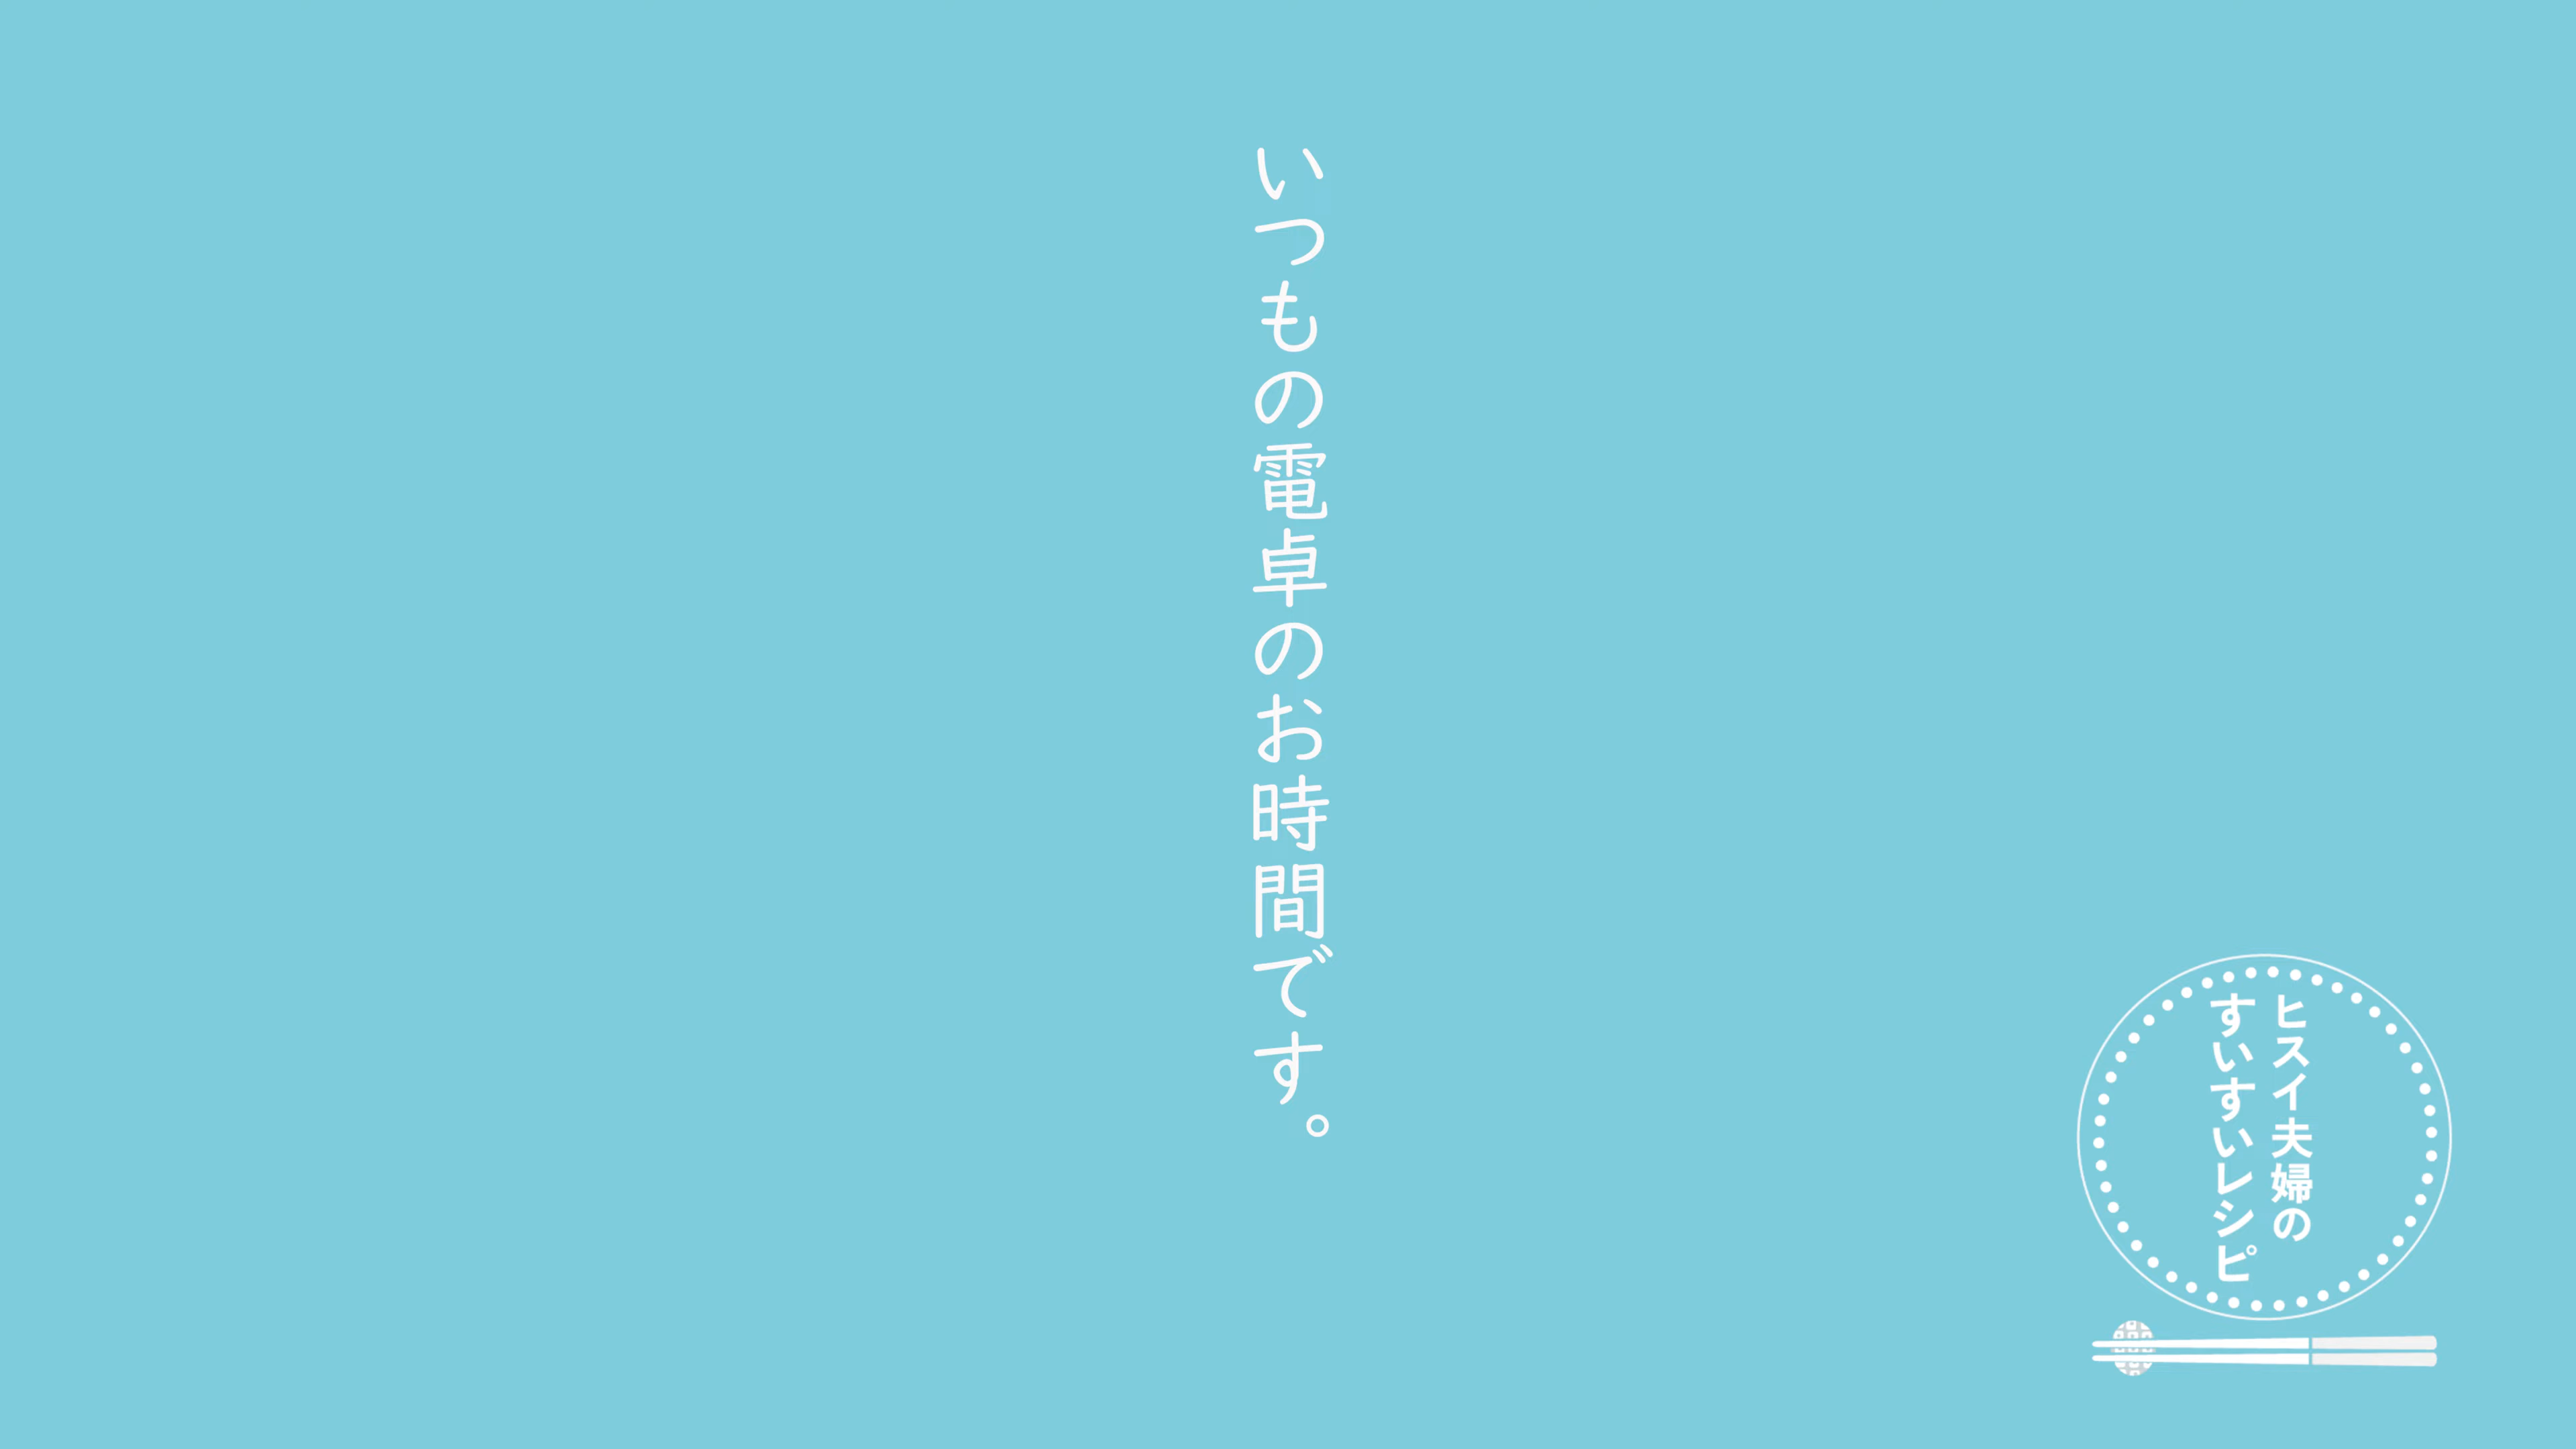 いつもの電卓のお時間です。
ヒスイ夫婦の
すいすいレシピ